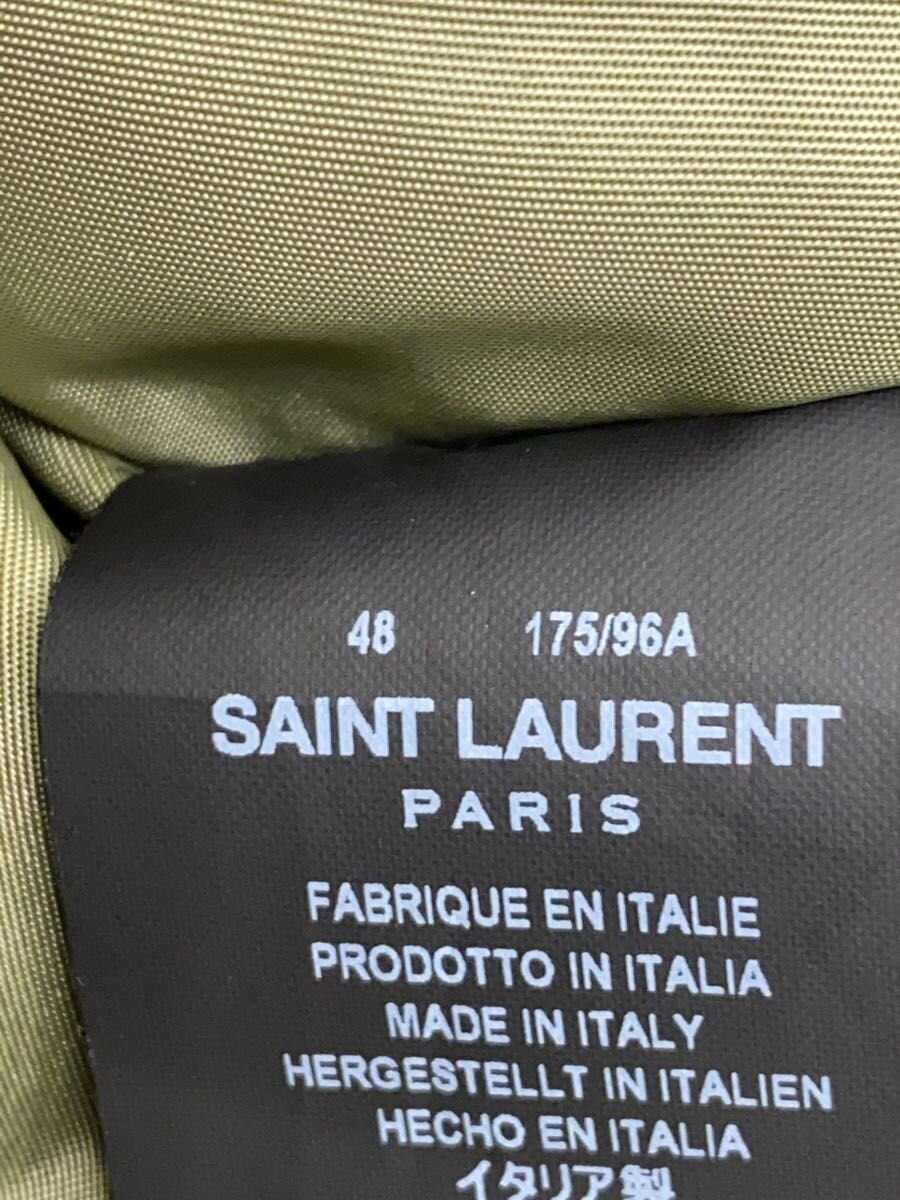 48 175/96A
SAINT LAURENT
PARIS
FABRIQUE EN ITALIE
PRODOTTO IN ITALIA
MADE IN ITALY
HERGESTELLT IN ITALIEN
HECHO EN ITALIA
イタリア製